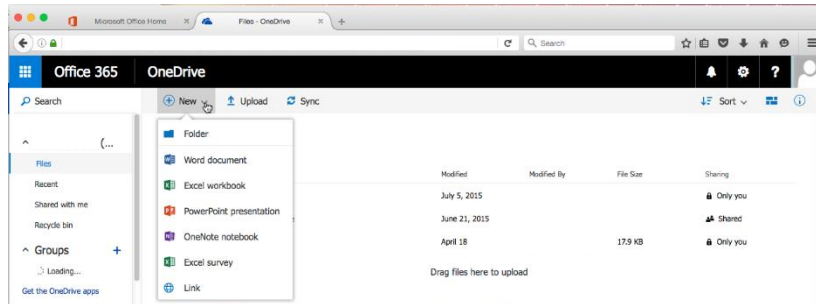 Microsoft Office Home
Files - OneDrive
Search
Office 365
OneDrive
?
Search
New
Upload
Sync
Sort
(...
Files
Recent
Shared with me
Recycle bin
Groups +
Loading...
Get the OneDrive apps
Folder
Word document
Excel workbook
PowerPoint presentation
OneNote notebook
Excel survey
Link
Modified Modified By File Size Sharing
July 5, 2015 Only you
June 21, 2015 Shared
April 18 17.9 KB Only you
Drag files here to upload